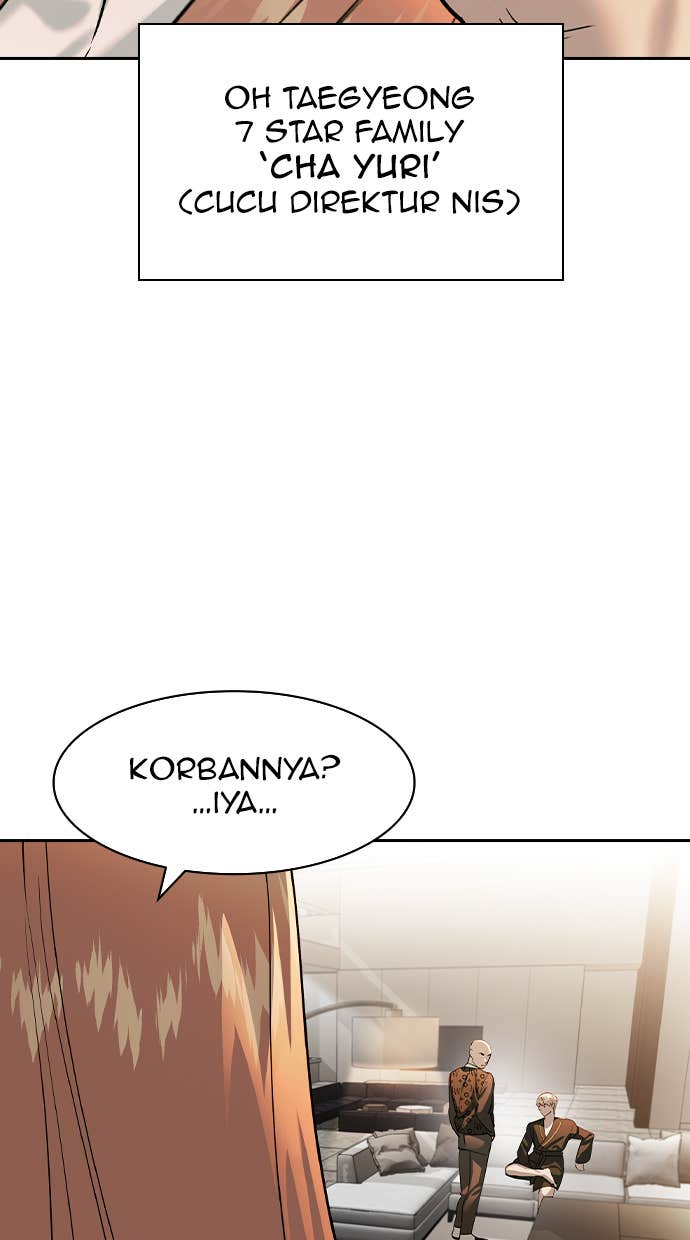 OH TAEGYEONG
7 STAR FAMILY
'CHA YURI'
(CUCU DIREKTUR NIS)
KORBANNYA?
...IYA...